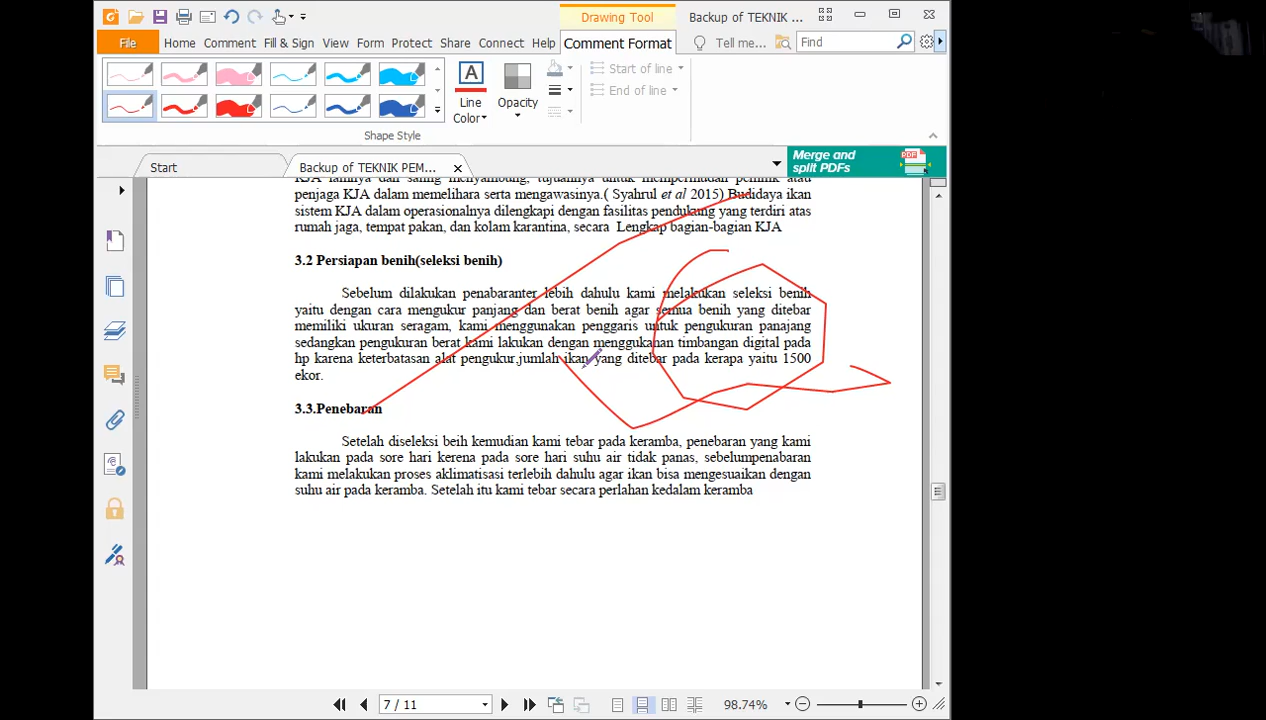 Drawing Tool
Backup of TEKNIK ...
File
Home
Comment
Fill & Sign
View
Form
Protect
Share
Connect
Help
Comment Format
Tell me...
Find
Line
Color
Opacity
Start of line
End of line
Shape Style
Start
Backup of TEKNIK PEM...
Merge and
split PDFs
PDF
KJA lainnya dan saling menyambung, tujuannya untuk mempermudah pemilik atau
penjaga KJA dalam memelihara serta mengawasinya.( Syahrul et al 2015) Budidaya ikan
sistem KJA dalam operasionalnya dilengkapi dengan fasilitas pendukung yang terdiri atas
rumah jaga, tempat pakan, dan kolam karantina, secara Lengkap bagian-bagian KJA
3.2 Persiapan benih(seleksi benih)
Sebelum dilakukan penabaranter lebih dahulu kami melakukan seleksi benih
yaitu dengan cara mengukur panjang dan berat benih agar semua benih yang ditebar
memiliki ukuran seragam, kami menggunakan penggaris untuk pengukuran panajang
sedangkan pengukuran berat kami lakukan dengan menggukanan timbangan digital pada
hp karena keterbatasan alat pengukur,jumlah ikan yang ditebar pada kerapa yaitu 1500
ekor.
3.3.Penebaran
Setelah diseleksi beih kemudian kami tebar pada keramba, penebaran yang kami
lakukan pada sore hari kerena pada sore hari suhu air tidak panas, sebelumpenabaran
kami melakukan proses aklimatisasi terlebih dahulu agar ikan bisa mengesuaikan dengan
suhu air pada keramba. Setelah itu kami tebar secara perlahan kedalam keramba
7 / 11
98.74%